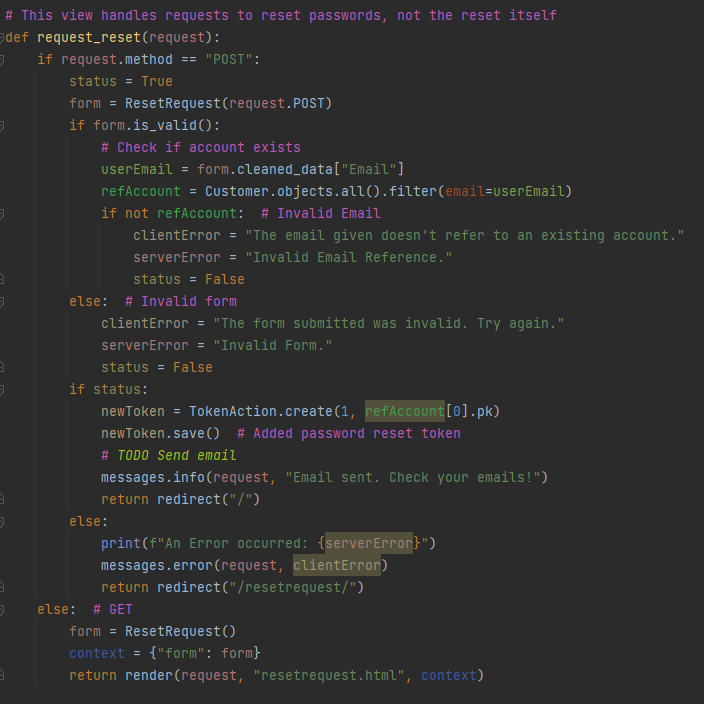 # This view handles requests to reset passwords, not the reset itself
def request_reset(request):
    if request.method == "POST":
        status = True
        form = ResetRequest(request.POST)
        if form.is_valid():
            # Check if account exists
            userEmail = form.cleaned_data["Email"]
            refAccount = Customer.objects.all().filter(email=userEmail)
            if not refAccount:  # Invalid Email
                clientError = "The email given doesn't refer to an existing account."
                serverError = "Invalid Email Reference."
                status = False
        else:  # Invalid form
            clientError = "The form submitted was invalid. Try again."
            serverError = "Invalid Form."
            status = False
        if status:
            newToken = TokenAction.create(1, refAccount[0].pk)
            newToken.save()  # Added password reset token
            # TODO Send email
            messages.info(request, "Email sent. Check your emails!")
            return redirect("/")
        else:
            print(f"An Error occurred: {serverError}")
            messages.error(request, clientError)
            return redirect("/resetrequest/")
    else:  # GET
        form = ResetRequest()
        context = {"form": form}
        return render(request, "resetrequest.html", context)